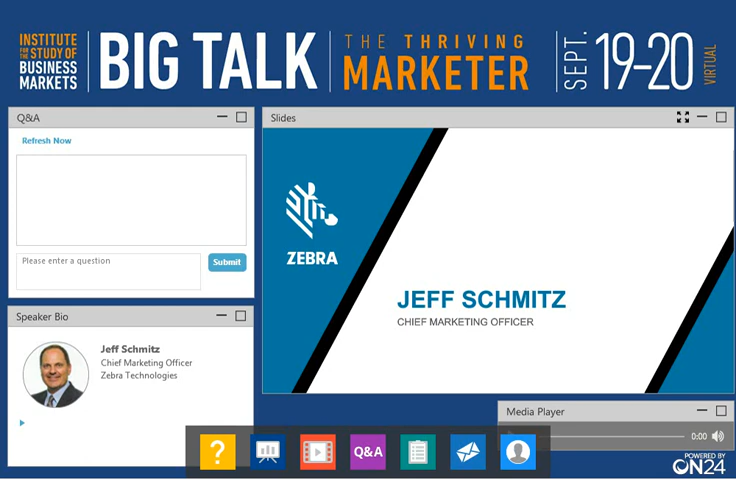 INSTITUTE
FOR THE STUDY OF
BUSINESS
MARKETS
BIG TALK
THE THRIVING
MARKETER
SEPT.
19–20
VIRTUAL
Q&A
Refresh Now
Please enter a question
Submit
Slides
ZEBRA
JEFF SCHMITZ
CHIEF MARKETING OFFICER
Speaker Bio
Jeff Schmitz
Chief Marketing Officer
Zebra Technologies
Media Player
0:00
?
Q&A
POWERED BY
ON24